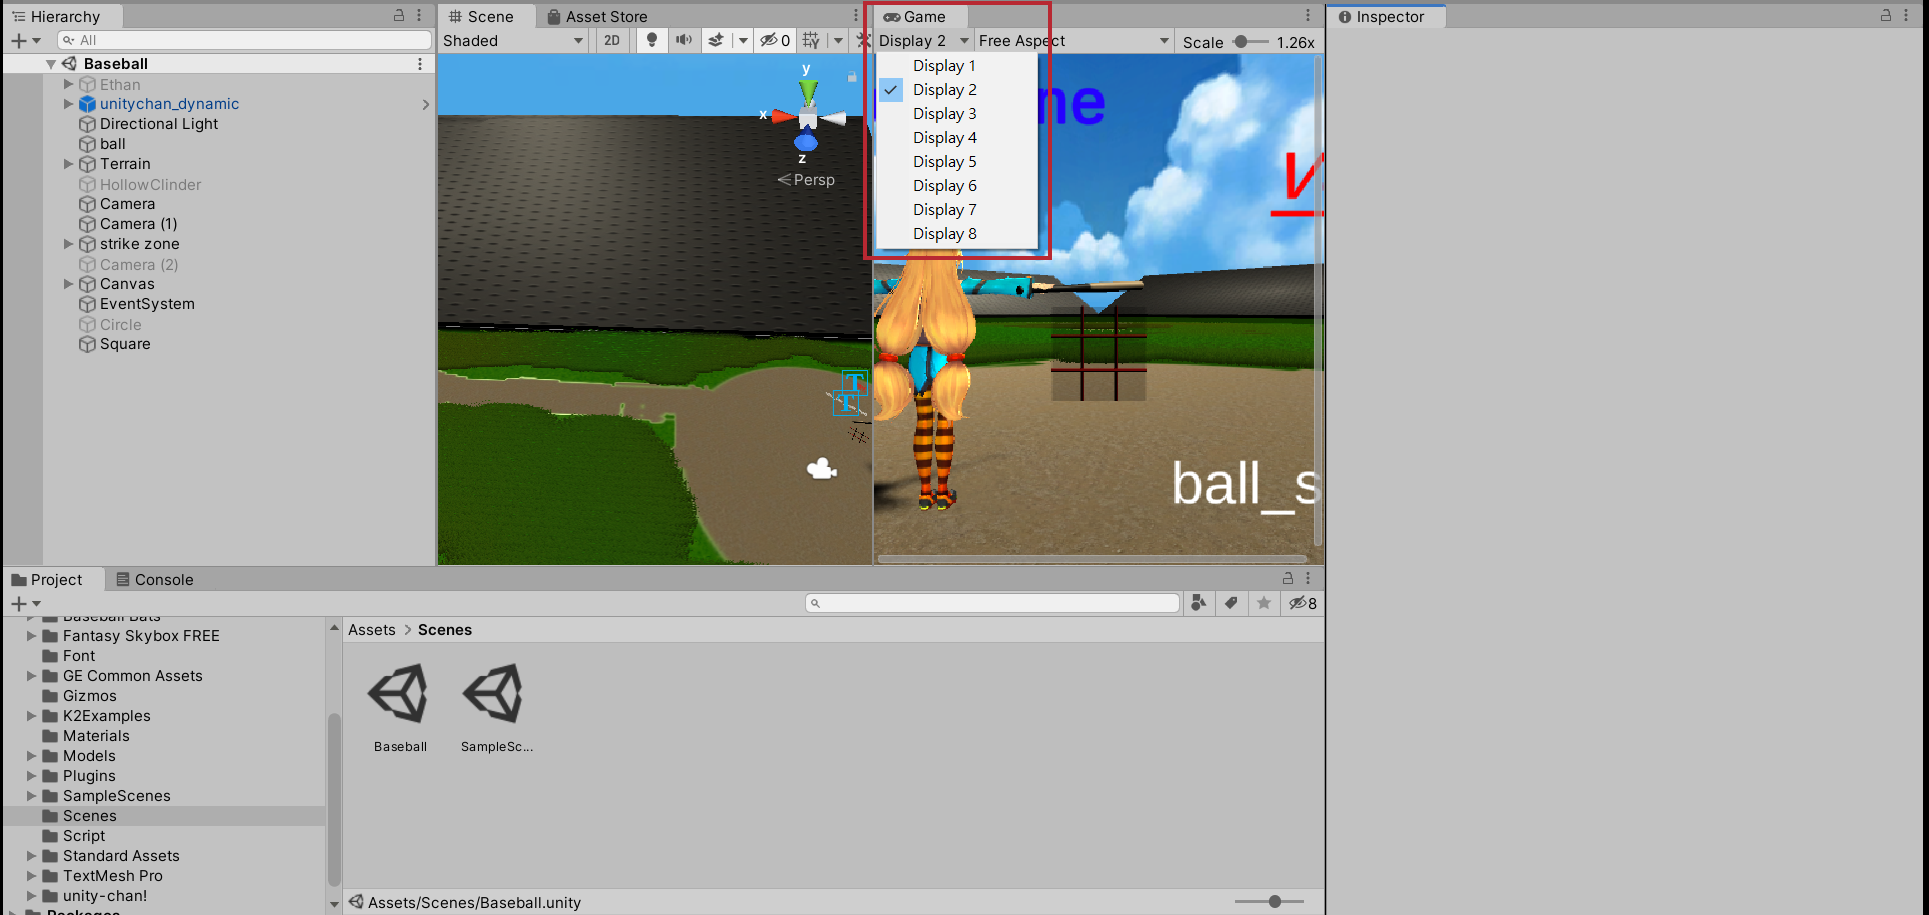 Hierarchy
All
Baseball
Ethan
unitychan_dynamic
Directional Light
ball
Terrain
HollowClinder
Camera
Camera (1)
strike zone
Camera (2)
Canvas
EventSystem
Circle
Square
Scene
Asset Store
Shaded
2D
0
y
x
z
Persp
Game
Display 2
Free Aspect
Scale
1.26x
Display 1
Display 2
Display 3
Display 4
Display 5
Display 6
Display 7
Display 8
me
ball_s
Inspector
Project
Console
8
Baseball Bats
Fantasy Skybox FREE
Font
GE Common Assets
Gizmos
K2Examples
Materials
Models
Plugins
SampleScenes
Scenes
Script
Standard Assets
TextMesh Pro
unity-chan!
Packages
Assets > Scenes
Baseball
SampleSc...
Assets/Scenes/Baseball.unity